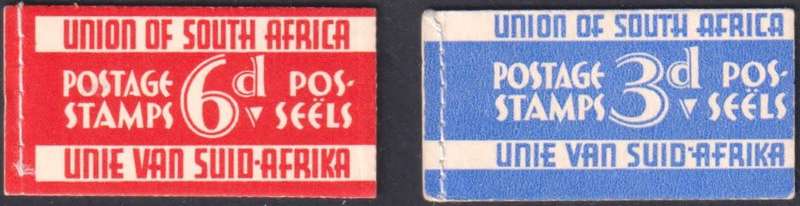 UNION OF SOUTH AFRICA
POSTAGE 6d POS-
STAMPS SEËLS
UNIE VAN SUID-AFRIKA
UNION OF SOUTH AFRICA
POSTAGE 3d POS-
STAMPS SEËLS
UNIE VAN SUID-AFRIKA